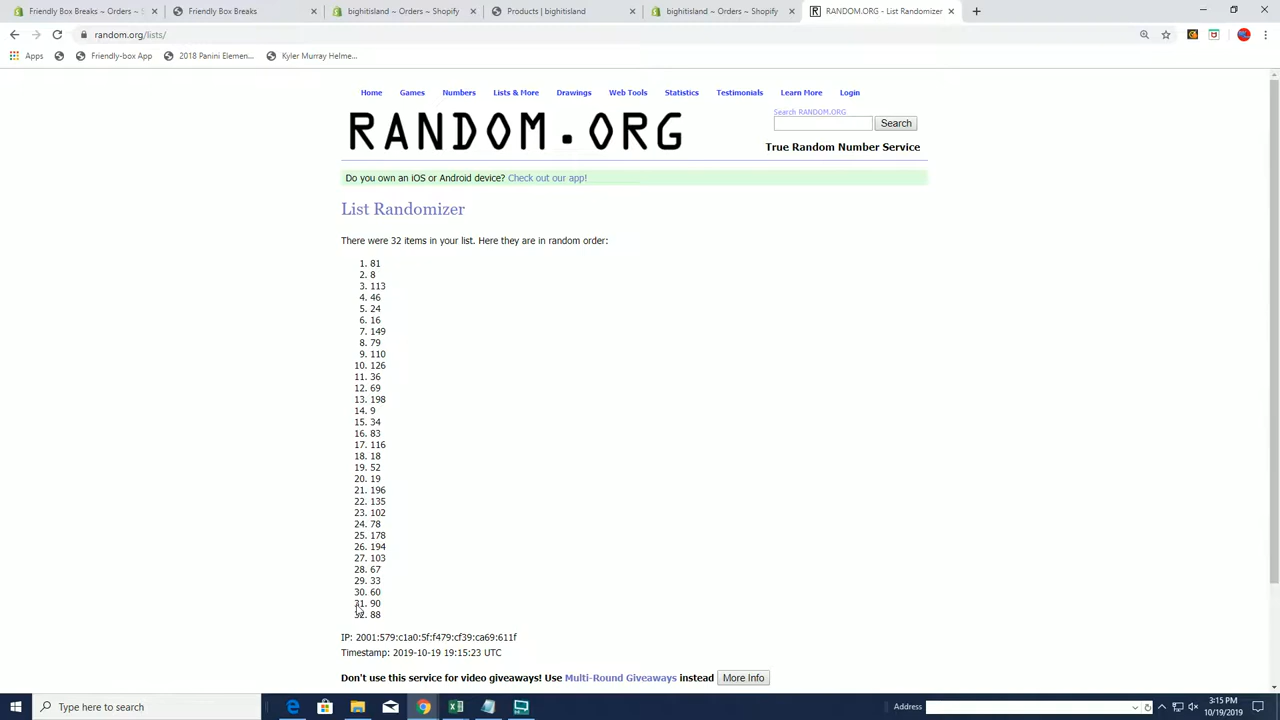 Friendly Box Breaks ~ Orders ~ S
Friendly Box Breaks
bightisland ~ Orders ~ Shopify
bightisland ~ Products
bightisland ~ Orders ~ Shopify
RANDOM.ORG - List Randomizer
random.org/lists/
Apps
Friendly-box App
2018 Panini Elemen...
Kyler Murray Helme...
Home Games Numbers Lists & More Drawings Web Tools Statistics Testimonials Learn More Login
RANDOM.ORG
Search RANDOM.ORG
Search
True Random Number Service
Do you own an iOS or Android device? Check out our app!
List Randomizer
There were 32 items in your list. Here they are in random order:
1. 81
2. 8
3. 113
4. 46
5. 24
6. 16
7. 149
8. 79
9. 110
10. 126
11. 36
12. 69
13. 198
14. 9
15. 34
16. 83
17. 116
18. 18
19. 52
20. 19
21. 196
22. 135
23. 102
24. 78
25. 178
26. 194
27. 103
28. 67
29. 33
30. 60
31. 90
32. 88
IP: 2001:579:c1a0:5f:f479:cf39:ca69:611f
Timestamp: 2019-10-19 19:15:23 UTC
Don't use this service for video giveaways! Use Multi-Round Giveaways instead More Info
Type here to search
Address
3:15 PM
10/19/2019